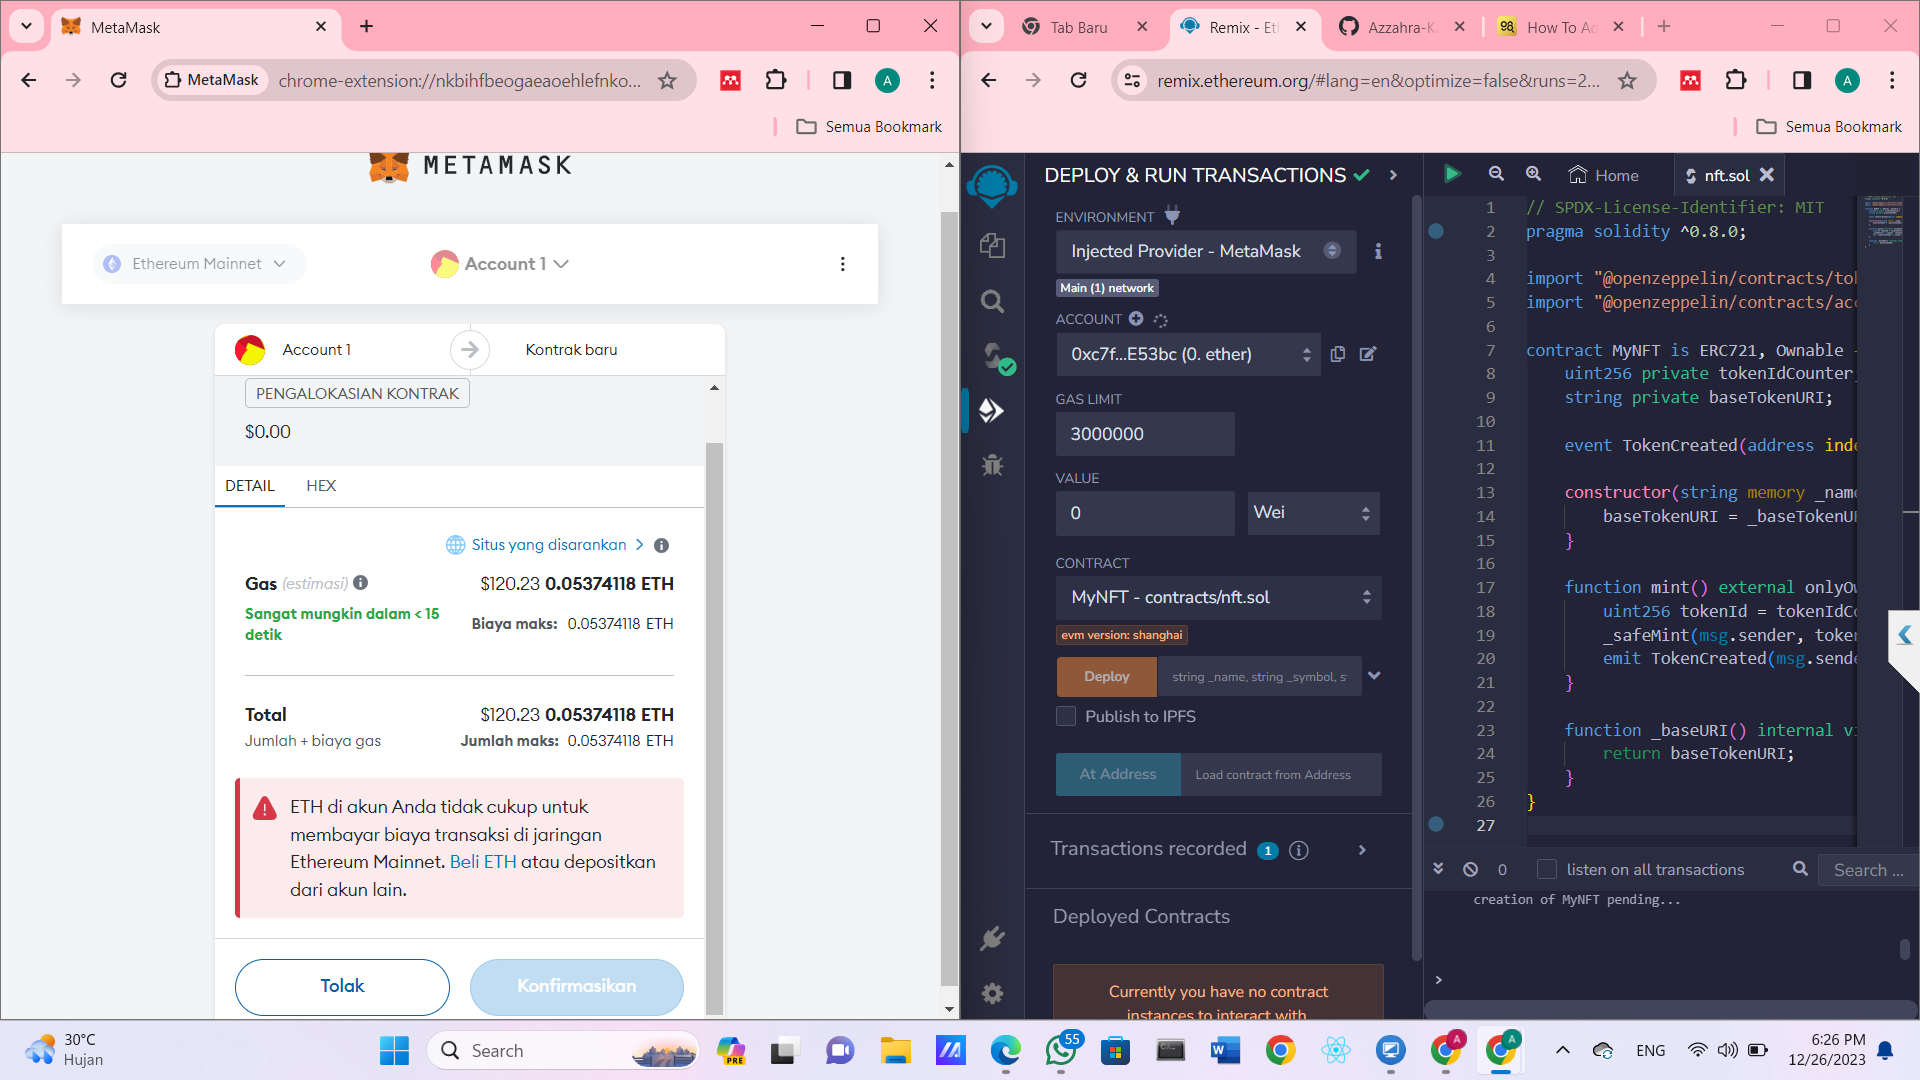 MetaMask
MetaMask
chrome-extension://nkbihfbeogaeaoehlefnko...
A
Semua Bookmark
METAMASK
Ethereum Mainnet
Account 1
Account 1
Kontrak baru
PENGALOKASIAN KONTRAK
$0.00
DETAIL
HEX
Situs yang disarankan
Gas (estimasi)
$120.23 0.05374118 ETH
Sangat mungkin dalam < 15 detik
Biaya maks: 0.05374118 ETH
Total
$120.23 0.05374118 ETH
Jumlah + biaya gas
Jumlah maks: 0.05374118 ETH
ETH di akun Anda tidak cukup untuk
membayar biaya transaksi di jaringan
Ethereum Mainnet. Beli ETH atau depositkan
dari akun lain.
Tolak
Konfirmasikan
Tab Baru
Remix - Et
Azzahra-K
How To Ac
remix.ethereum.org/#lang=en&optimize=false&runs=2...
A
Semua Bookmark
DEPLOY & RUN TRANSACTIONS
ENVIRONMENT
Injected Provider - MetaMask
Main (1) network
ACCOUNT
0xc7f...E53bc (0. ether)
GAS LIMIT
3000000
VALUE
0
Wei
CONTRACT
MyNFT - contracts/nft.sol
evm version: shanghai
Deploy
string _name, string _symbol, s
Publish to IPFS
At Address
Load contract from Address
Transactions recorded 1
Deployed Contracts
Currently you have no contract
instances to interact with.
Home
nft.sol
1 // SPDX-License-Identifier: MIT
2 pragma solidity ^0.8.0;
3
4 import "@openzeppelin/contracts/tol
5 import "@openzeppelin/contracts/acc
6
7 contract MyNFT is ERC721, Ownable
8 uint256 private tokenIdCounter;
9 string private baseTokenURI;
10
11 event TokenCreated(address inde
12
13 constructor(string memory _name
14 baseTokenURI = _baseTokenUR
15 }
16
17 function mint() external onlyOw
18 uint256 tokenId = tokenIdCo
19 _safeMint(msg.sender, token
20 emit TokenCreated(msg.sende
21 }
22
23 function _baseURI() internal vi
24 return baseTokenURI;
25 }
26 }
27
0
listen on all transactions
Search ...
creation of MyNFT pending...
>
30°C
Hujan
Search
PRE
55
A
A
ENG
6:26 PM
12/26/2023